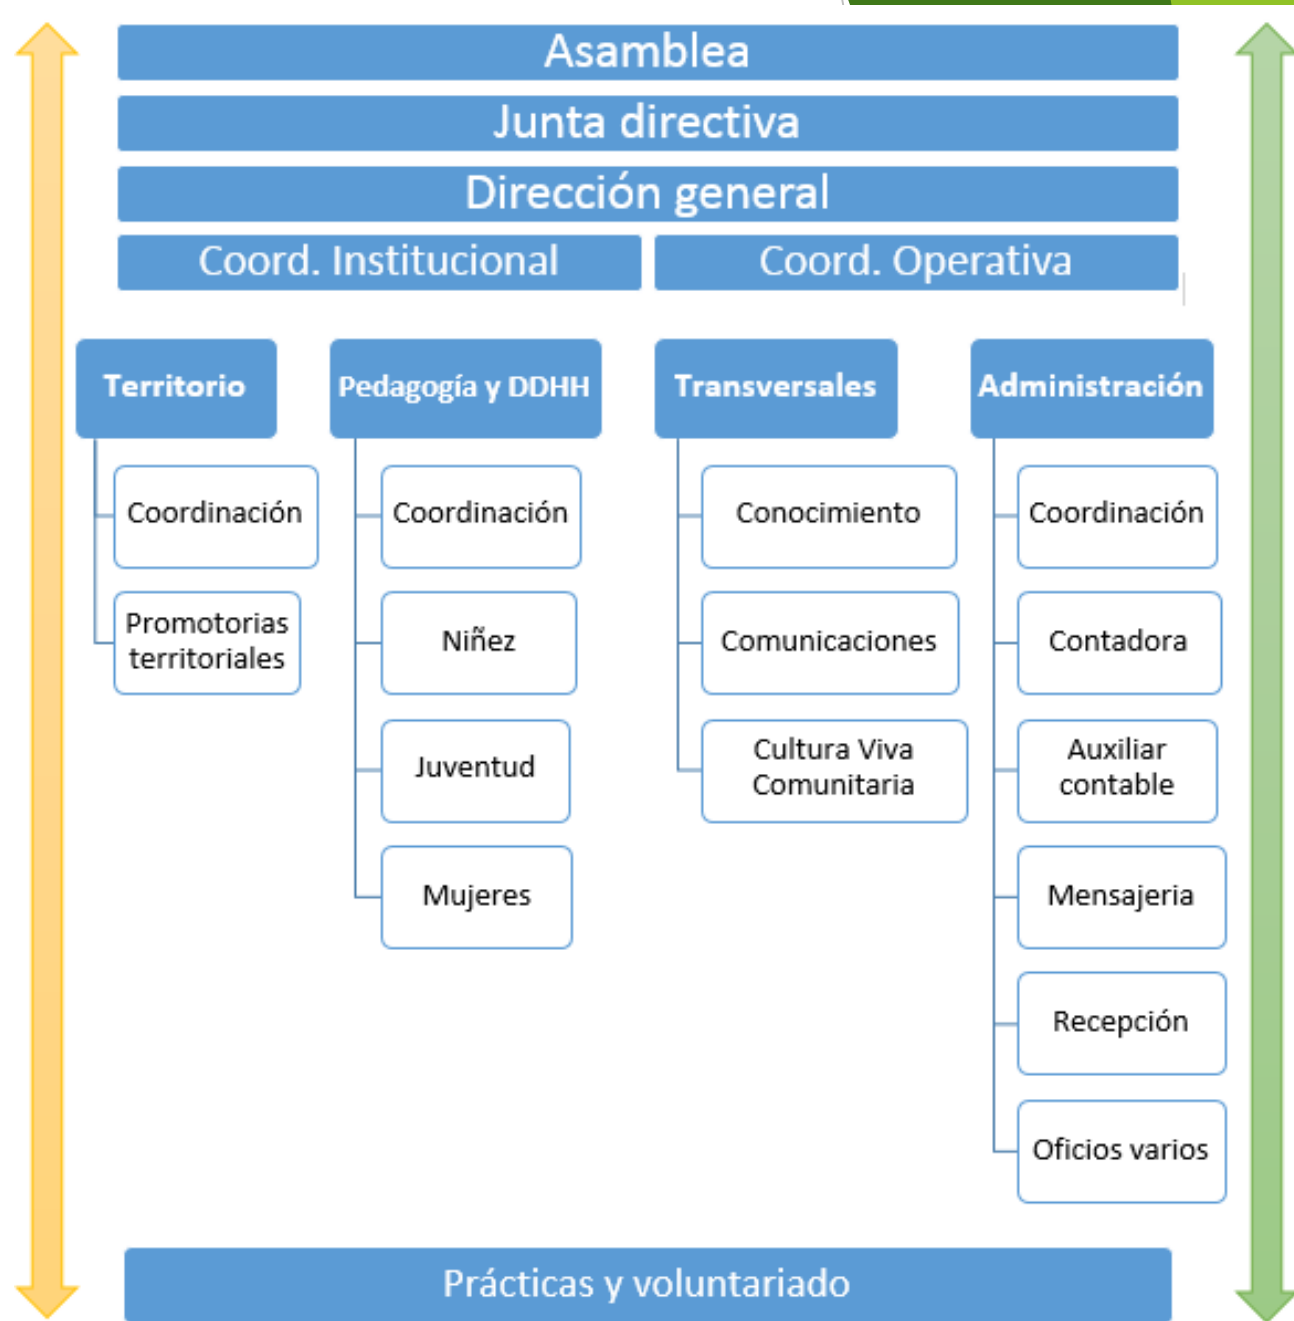 Asamblea
Junta directiva
Dirección general
Coord. Institucional
Coord. Operativa
Territorio
Coordinación
Promotorias
territoriales
Pedagogía y DDHH
Coordinación
Niñez
Juventud
Mujeres
Transversales
Conocimiento
Comunicaciones
Cultura Viva
Comunitaria
Administración
Coordinación
Contadora
Auxiliar
contable
Mensajeria
Recepción
Oficios varios
Prácticas y voluntariado